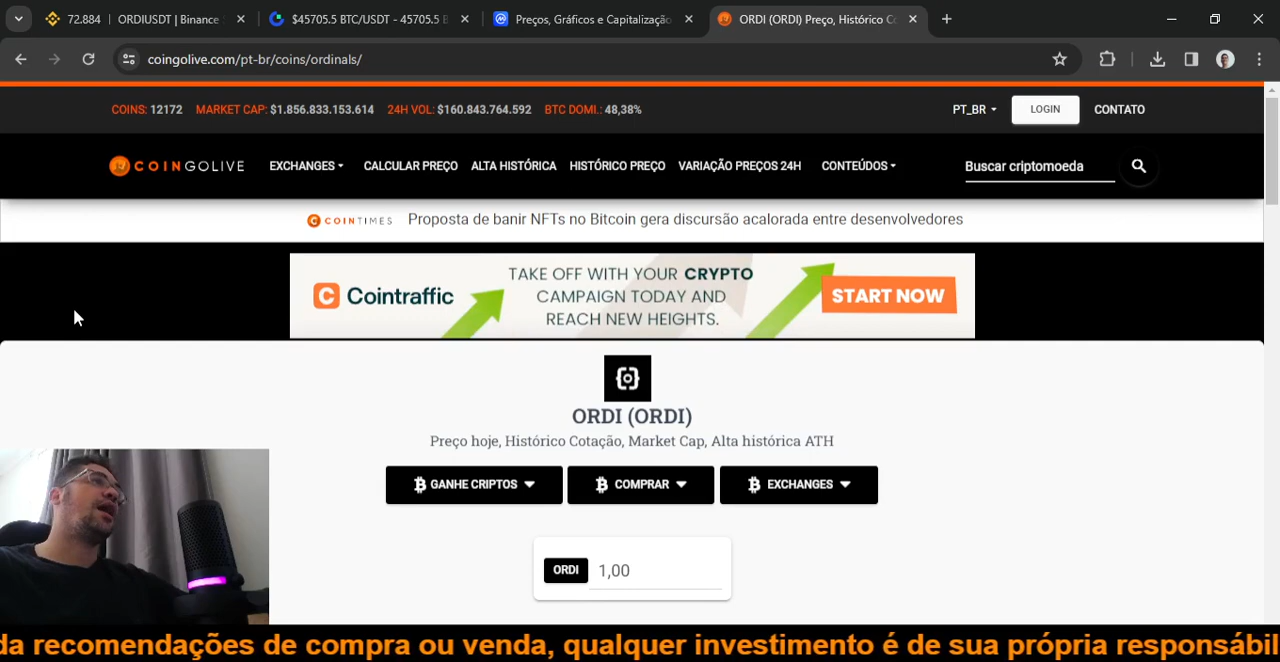 72.884 | ORDIUSDT | Binance
$45705.5 BTC/USDT - 45705.5 B
Preços, Gráficos e Capitalização
ORDI (ORDI) Preço, Histórico Co
coingolive.com/pt-br/coins/ordinals/
COINS: 12172 MARKET CAP: $1.856.833.153.614 24H VOL: $160.843.764.592 BTC DOMI.: 48,38%
PT_BR LOGIN CONTATO
COINGOLIVE EXCHANGES CALCULAR PREÇO ALTA HISTÓRICA HISTÓRICO PREÇO VARIAÇÃO PREÇOS 24H CONTEÚDOS Buscar criptomoeda
COINTIMES Proposta de banir NFTs no Bitcoin gera discursão acalorada entre desenvolvedores
Cointraffic
TAKE OFF WITH YOUR CRYPTO
CAMPAIGN TODAY AND
REACH NEW HEIGHTS.
START NOW
ORDI (ORDI)
Preço hoje, Histórico Cotação, Market Cap, Alta histórica ATH
GANHE CRIPTOS COMPRAR EXCHANGES
ORDI 1,00
da recomendações de compra ou venda, qualquer investimento é de sua própria responsábil